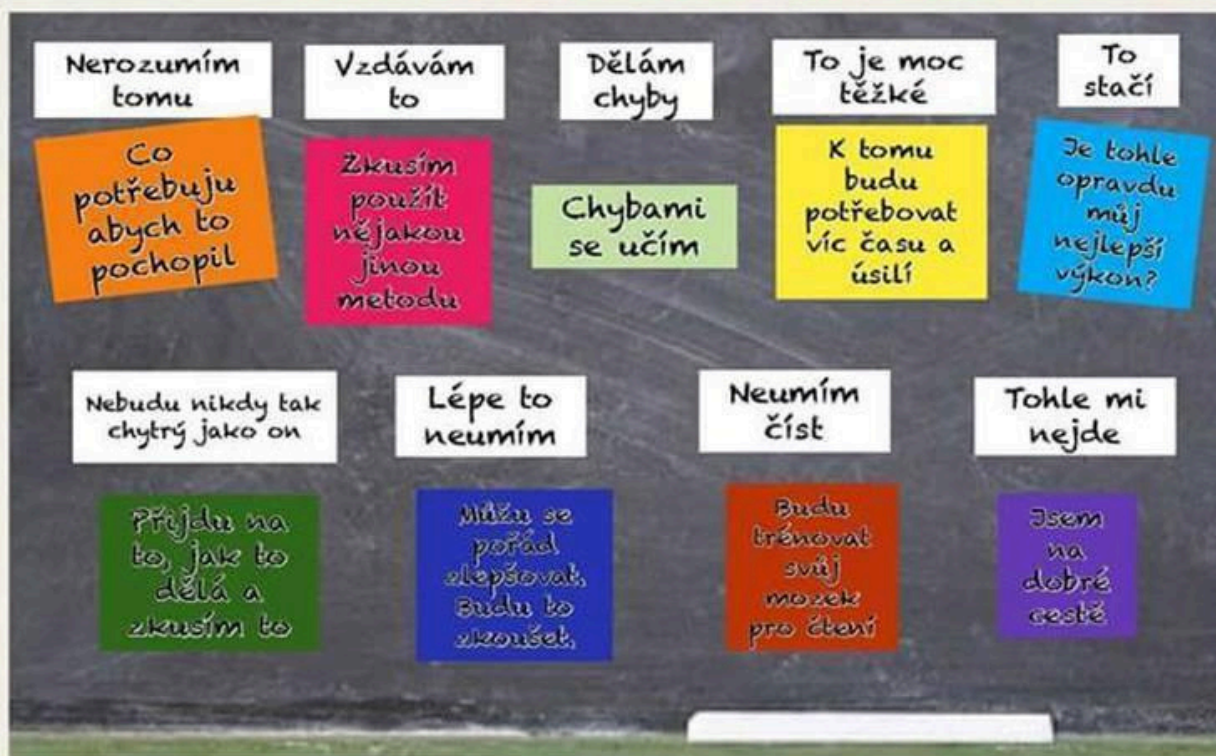 Nerozumím
tomu
Co
potřebuju
abych to
pochopil
Vzdávám
to
Zkusím
použít
nějakou
jinou
metodu
Dělám
chyby
Chybami
se učím
To je moc
těžké
K tomu
budu
potřebovat
víc času a
úsilí
To
stačí
Je tohle
opravdu
můj
nejlepší
výkon?
Nebudu nikdy tak
chytrý jako on
Přijdu na
to, jak to
dělá a
zkusím to
Lépe to
neumím
Můžu se
pořád
zlepšovat.
Budu to
zkoušet.
Neumím
číst
Budu
trénovat
svůj
mozek
pro čtení
Tohle mi
nejde
Jsem
na
dobré
cestě